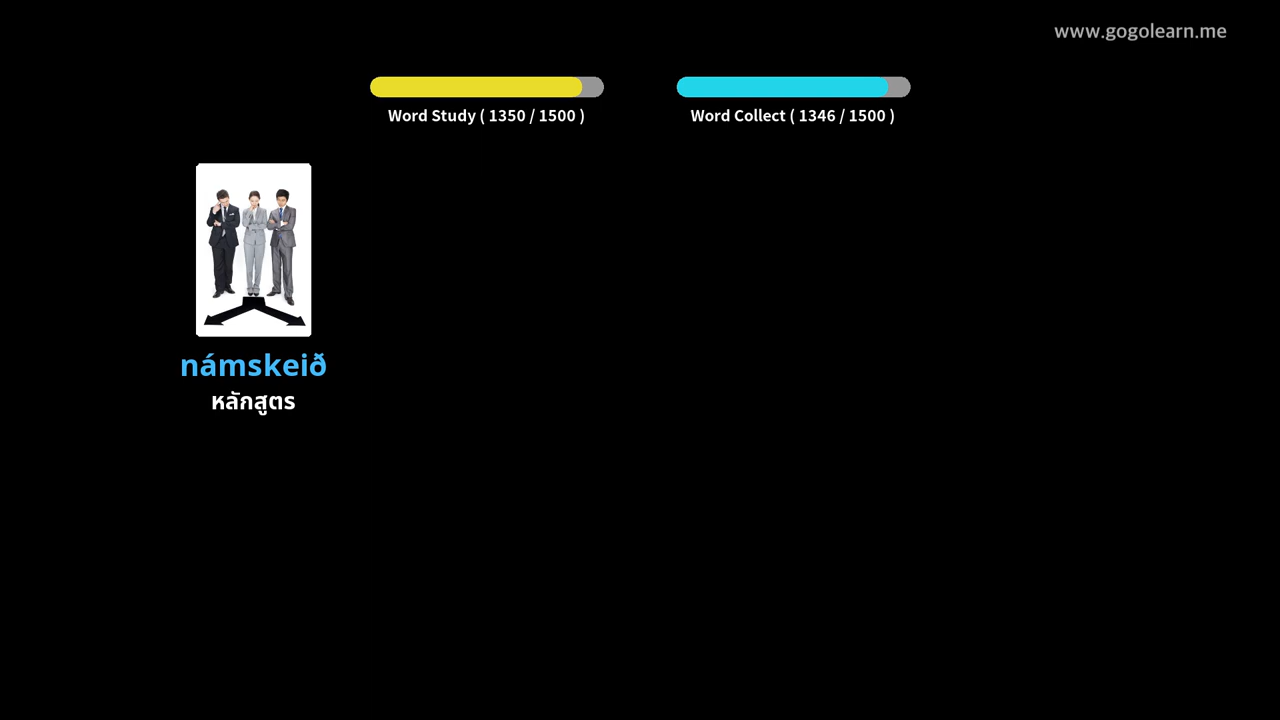 www.gogolearn.me
Word Study ( 1350 / 1500 )
Word Collect ( 1346 / 1500 )
námskeið
หลักสูตร